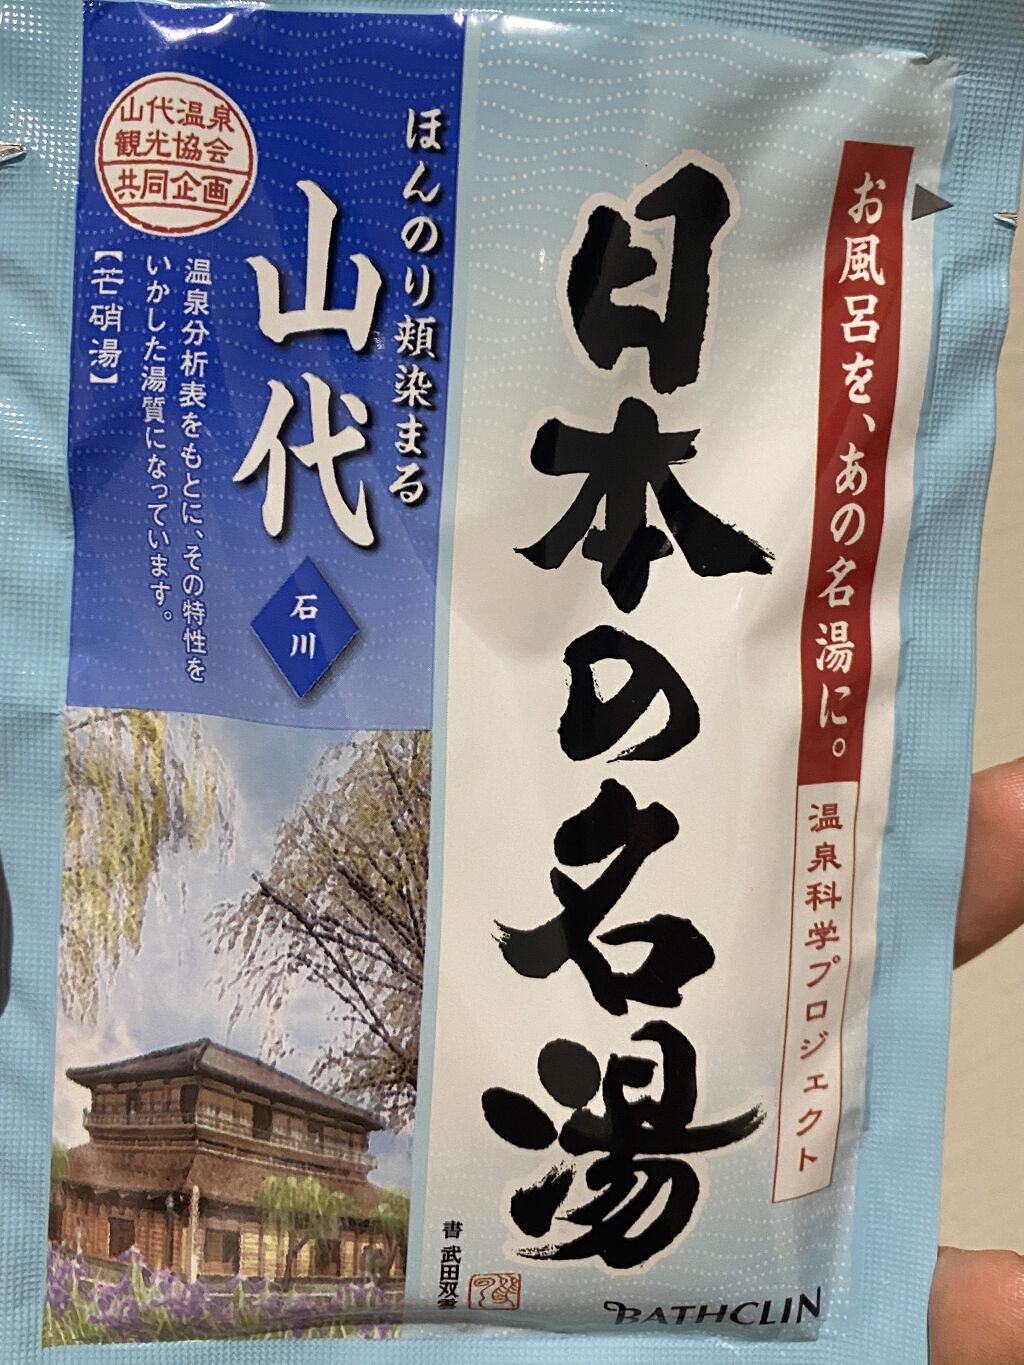 お風呂を、あの名湯に。
温泉科学プロジェクト
日本の名湯
書 武田双雲
BATHCLIN
ほんのり頬染まる
山代
石川
山代温泉
観光協会
共同企画
温泉分析表をもとに、その特性を
いかした湯質になっています。
【芒硝湯】